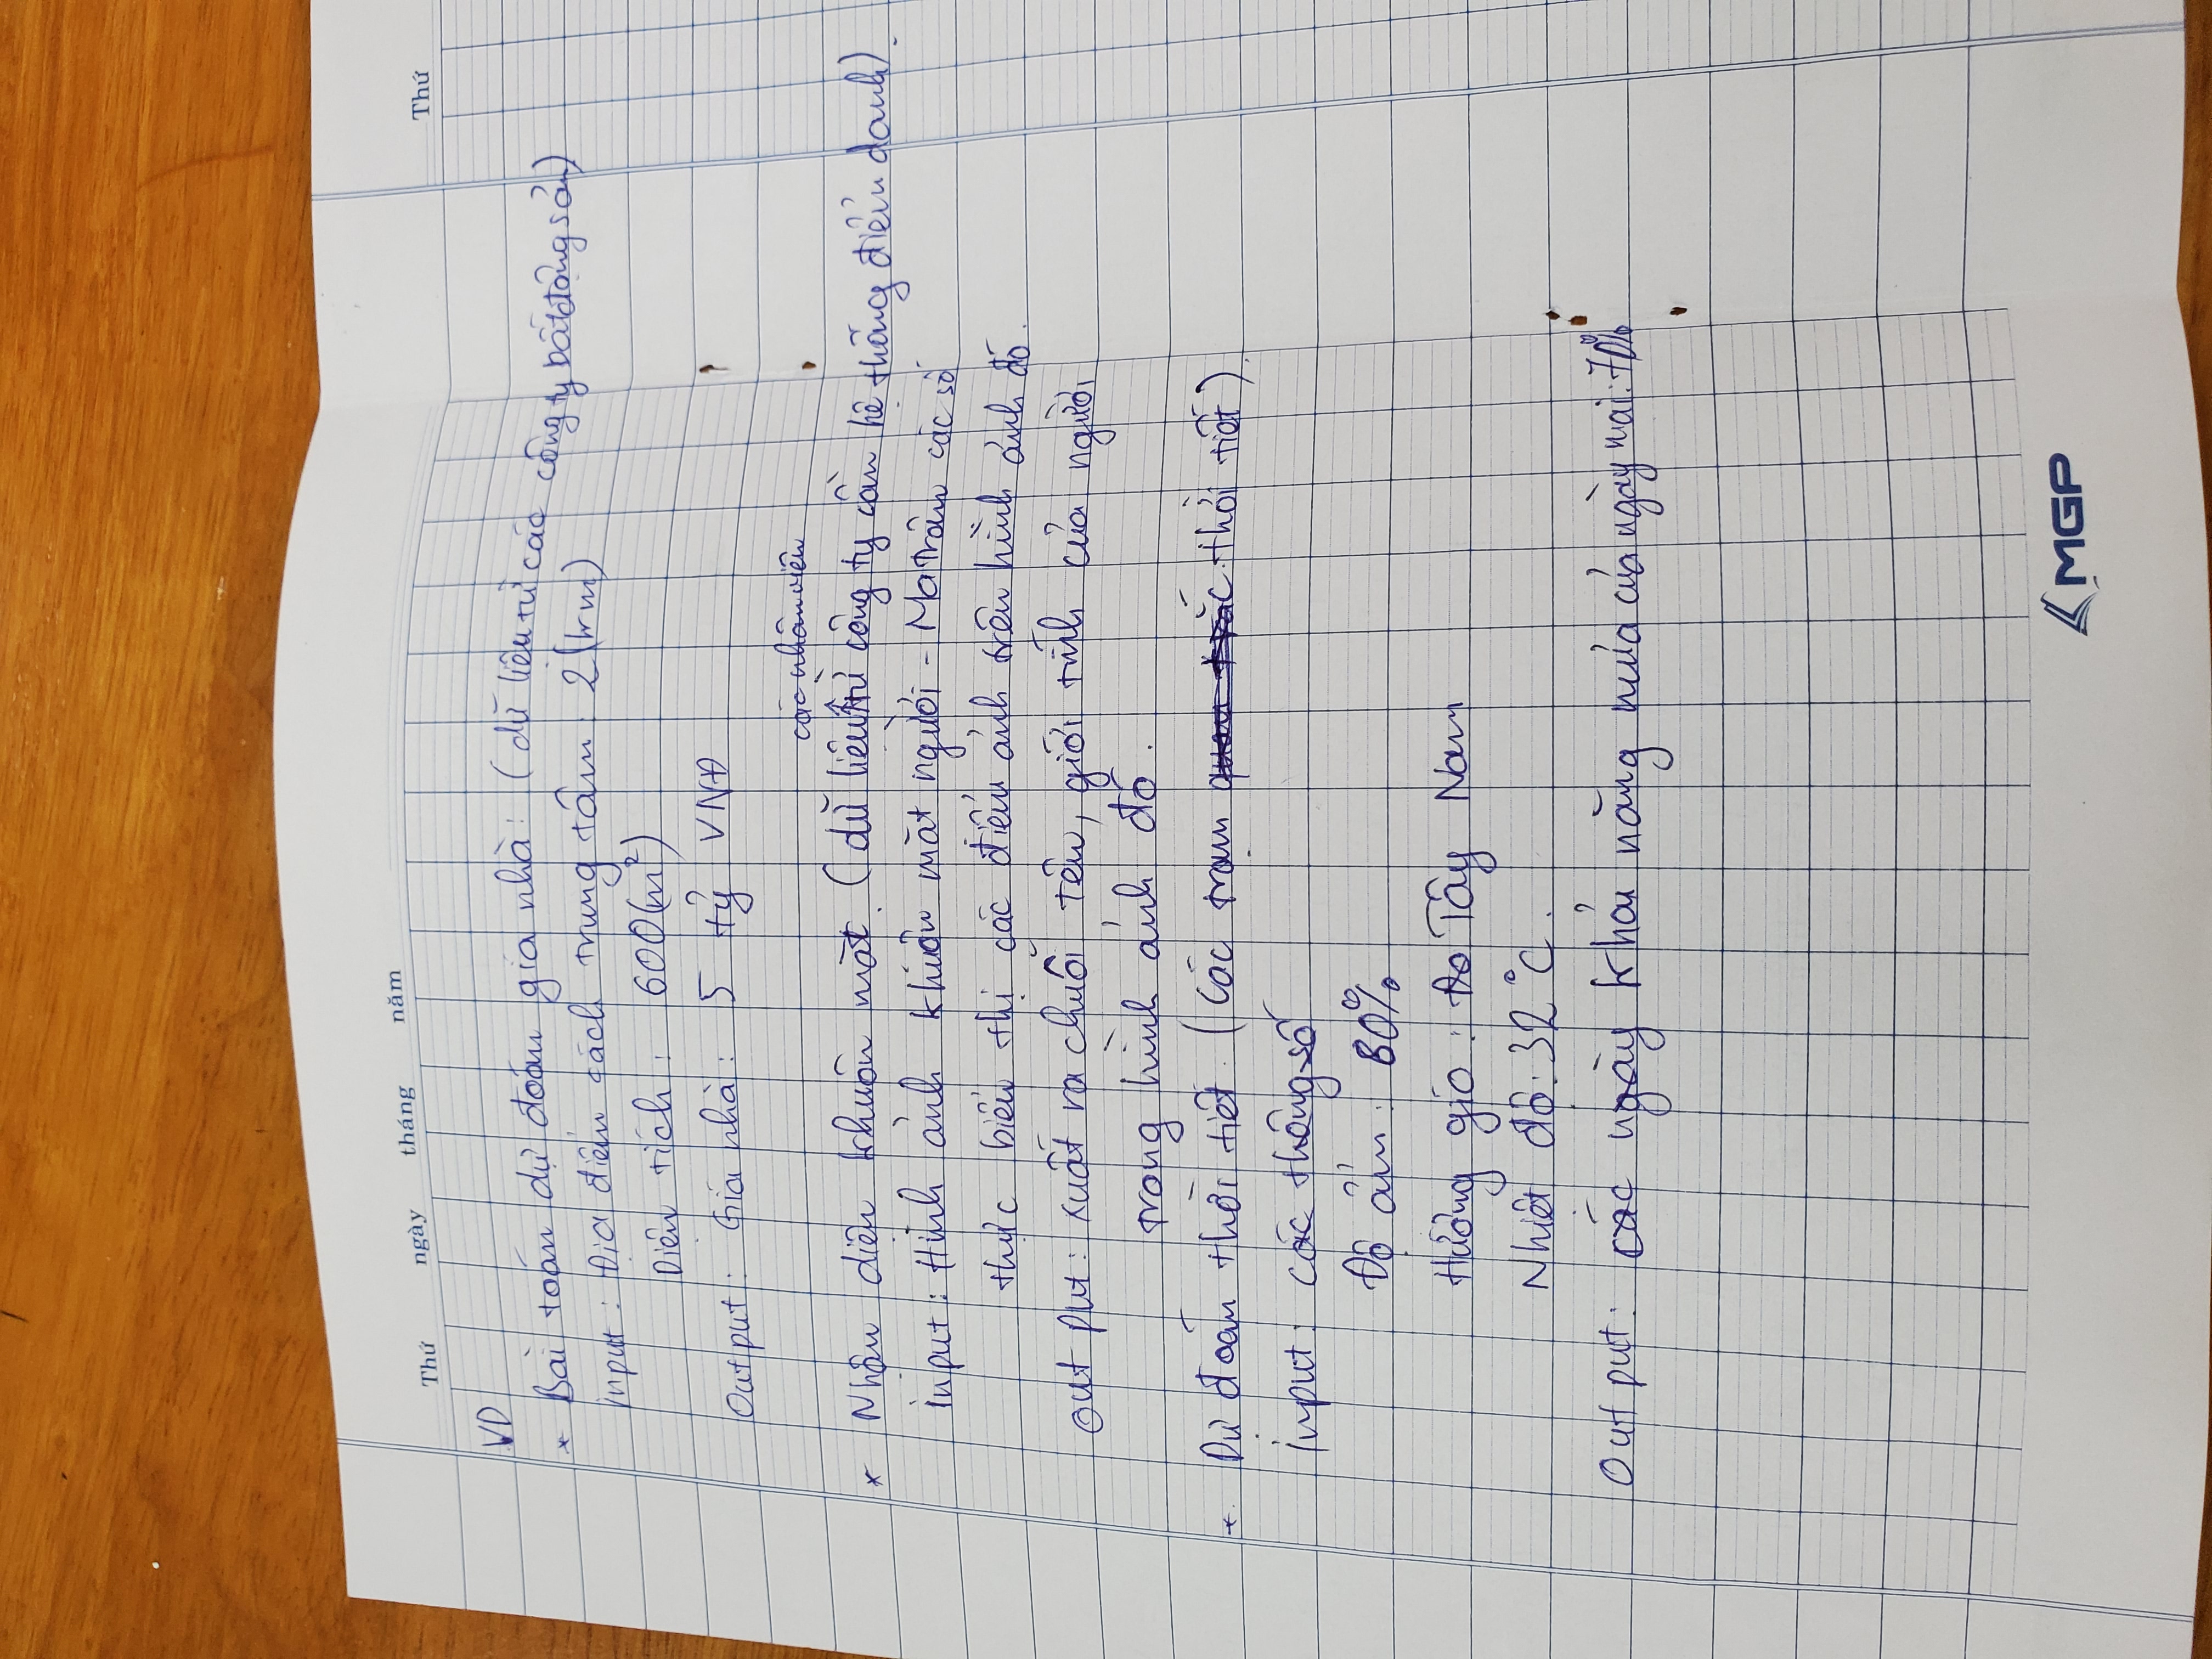 Thứ ngày tháng năm
Thứ
VD
* Bài toán dự đoán giá nhà: (dữ liệu từ các công ty bất động sản)
input: Địa điểm cách trung tâm 2(km)
Diện tích: 600(m²)
Output: Giá nhà: 5 tỷ VNĐ
các nhân viên
* Nhận diện khuôn mặt. (dữ liệu từ công ty cần hệ thống điểm danh).
input: Hình ảnh khuôn mặt người - Ma trận các số
thực biểu thị các điểm ảnh trên hình ảnh đó.
Output: xuất ra chuỗi tên, giới tính của người
trong hình ảnh đó.
* Dự đoán thời tiết. (Các trạm quan trắc thời tiết).
input: các thông số
Độ ẩm: 80%
Hướng gió: Đo Tây Nam
Nhiệt độ: 32°C.
Output: các ngày khả năng mưa của ngày mai: 70%
MGP